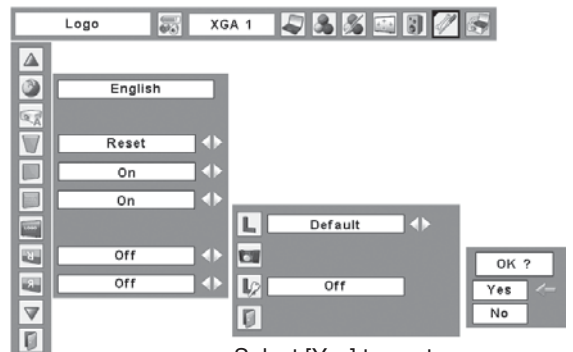 Logo
XGA 1
English
Reset
On
On
Default
Off
OK ?
Off
Off
Yes
No